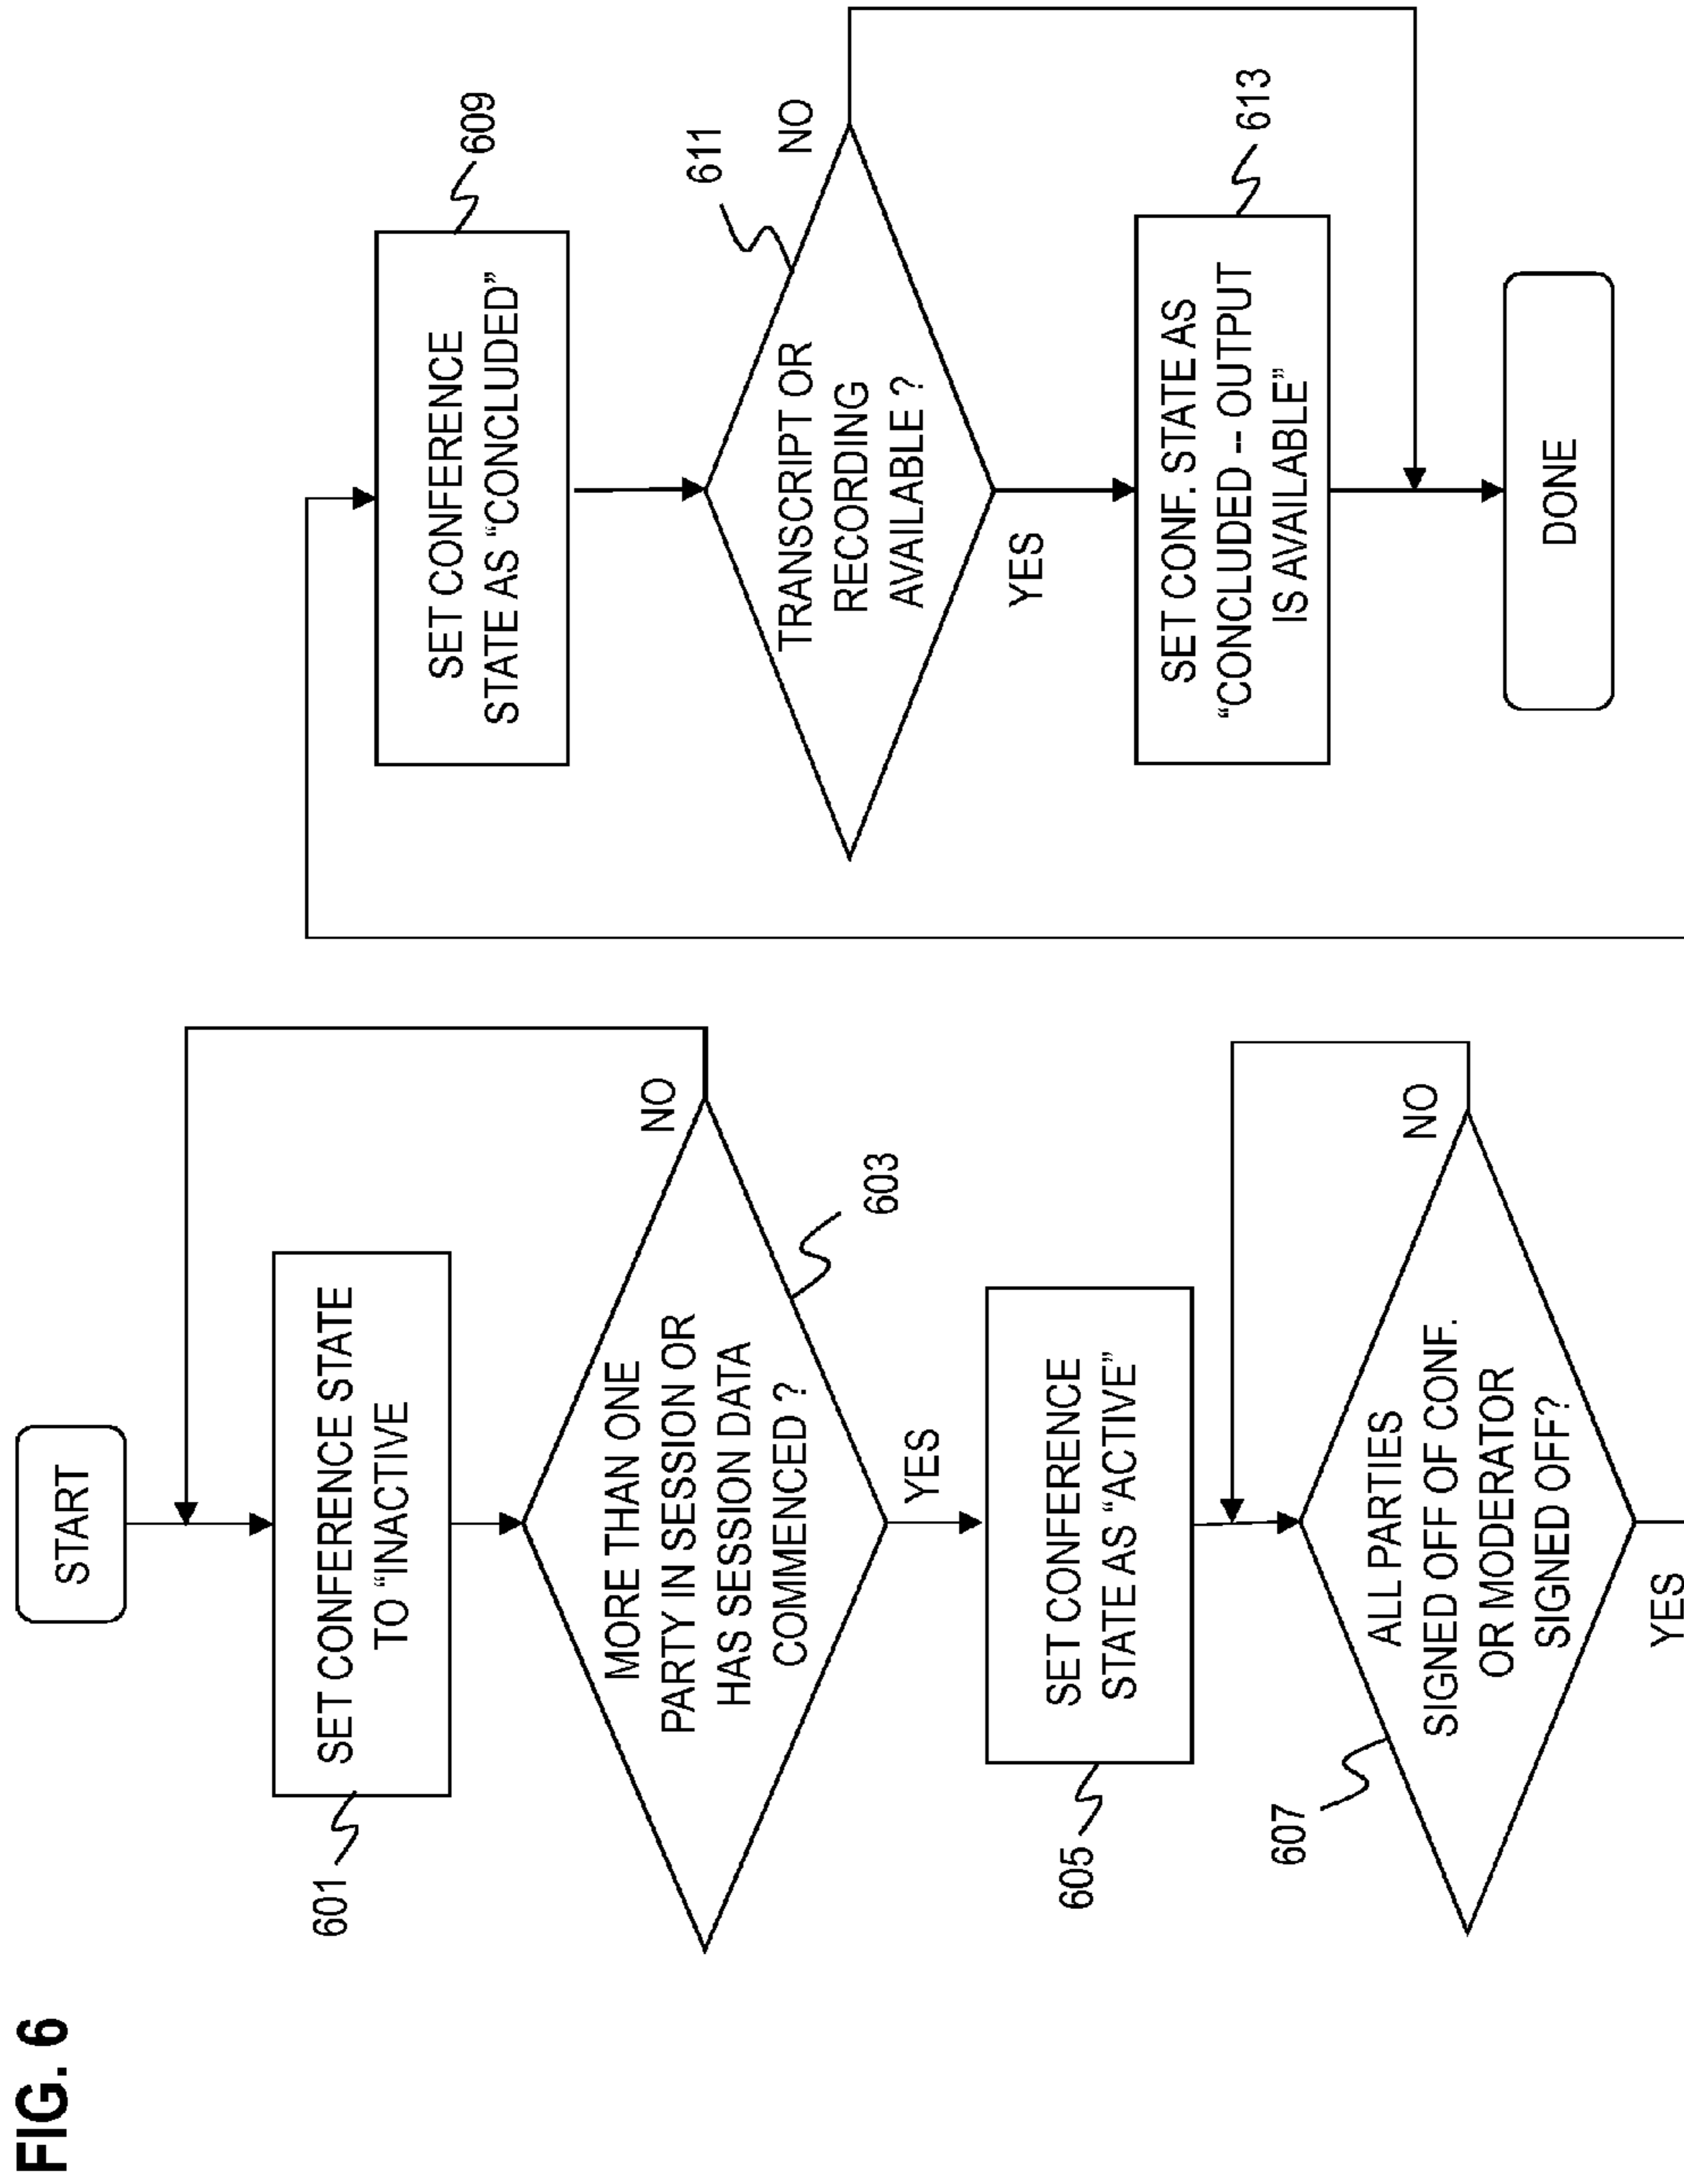 FIG. 6
START
SET CONFERENCE STATE
TO “INACTIVE
601
MORE THAN ONE
PARTY IN SESSION OR
HAS SESSION DATA
COMMENCED ?
603
NO
YES
SET CONFERENCE
STATE AS “ACTIVE”
605
ALL PARTIES
SIGNED OFF OF CONF.
OR MODERATOR
SIGNED OFF?
607
NO
YES
SET CONFERENCE
STATE AS “CONCLUDED”
609
TRANSCRIPT OR
RECORDING
AVAILABLE ?
611
NO
YES
SET CONF. STATE AS
“CONCLUDED -- OUTPUT
IS AVAILABLE”
613
DONE